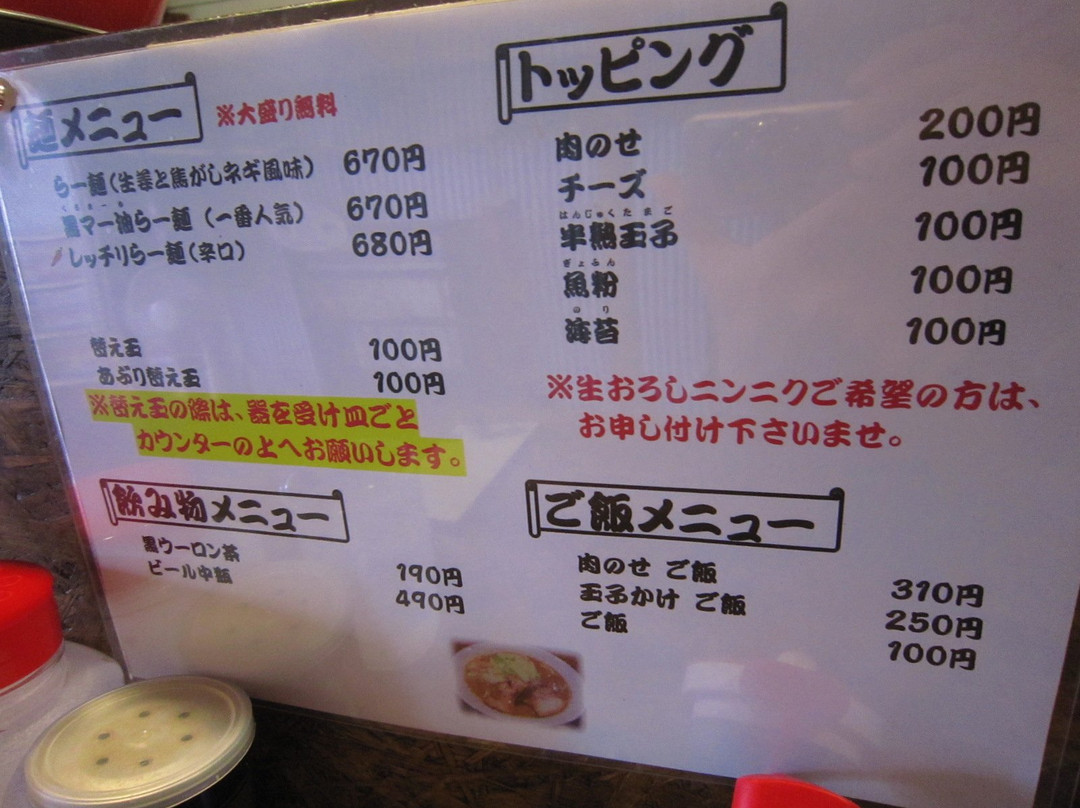 麺メニュー
※大盛り無料
らー麺(生姜と焦がしネギ風味) 670円
黒マー油らー麺 (一番人気) 670円
レッチリらー麺(辛口) 680円
替え玉 100円
あぶり替え玉 100円
※替え玉の際は、器を受け皿ごと
カウンターの上へお願いします。
トッピング
肉のせ 200円
チーズ 100円
はんじゅくたまご
半熟玉子 100円
ぎょふん
魚粉 100円
のり
海苔 100円
※生おろしニンニクご希望の方は、
お申し付け下さいませ。
飲み物メニュー
黒ウーロン茶 190円
ビール中瓶 490円
ご飯メニュー
肉のせ ご飯 310円
玉子かけ ご飯 250円
ご飯 100円